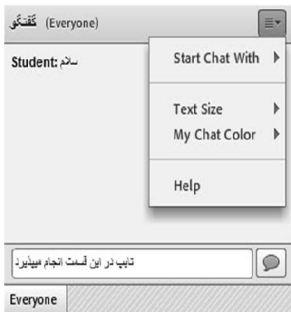 گفتگو (Everyone)
Student: سلام
Start Chat With
Text Size
My Chat Color
Help
تایپ در این قسمت انجام میپذیرد
Everyone